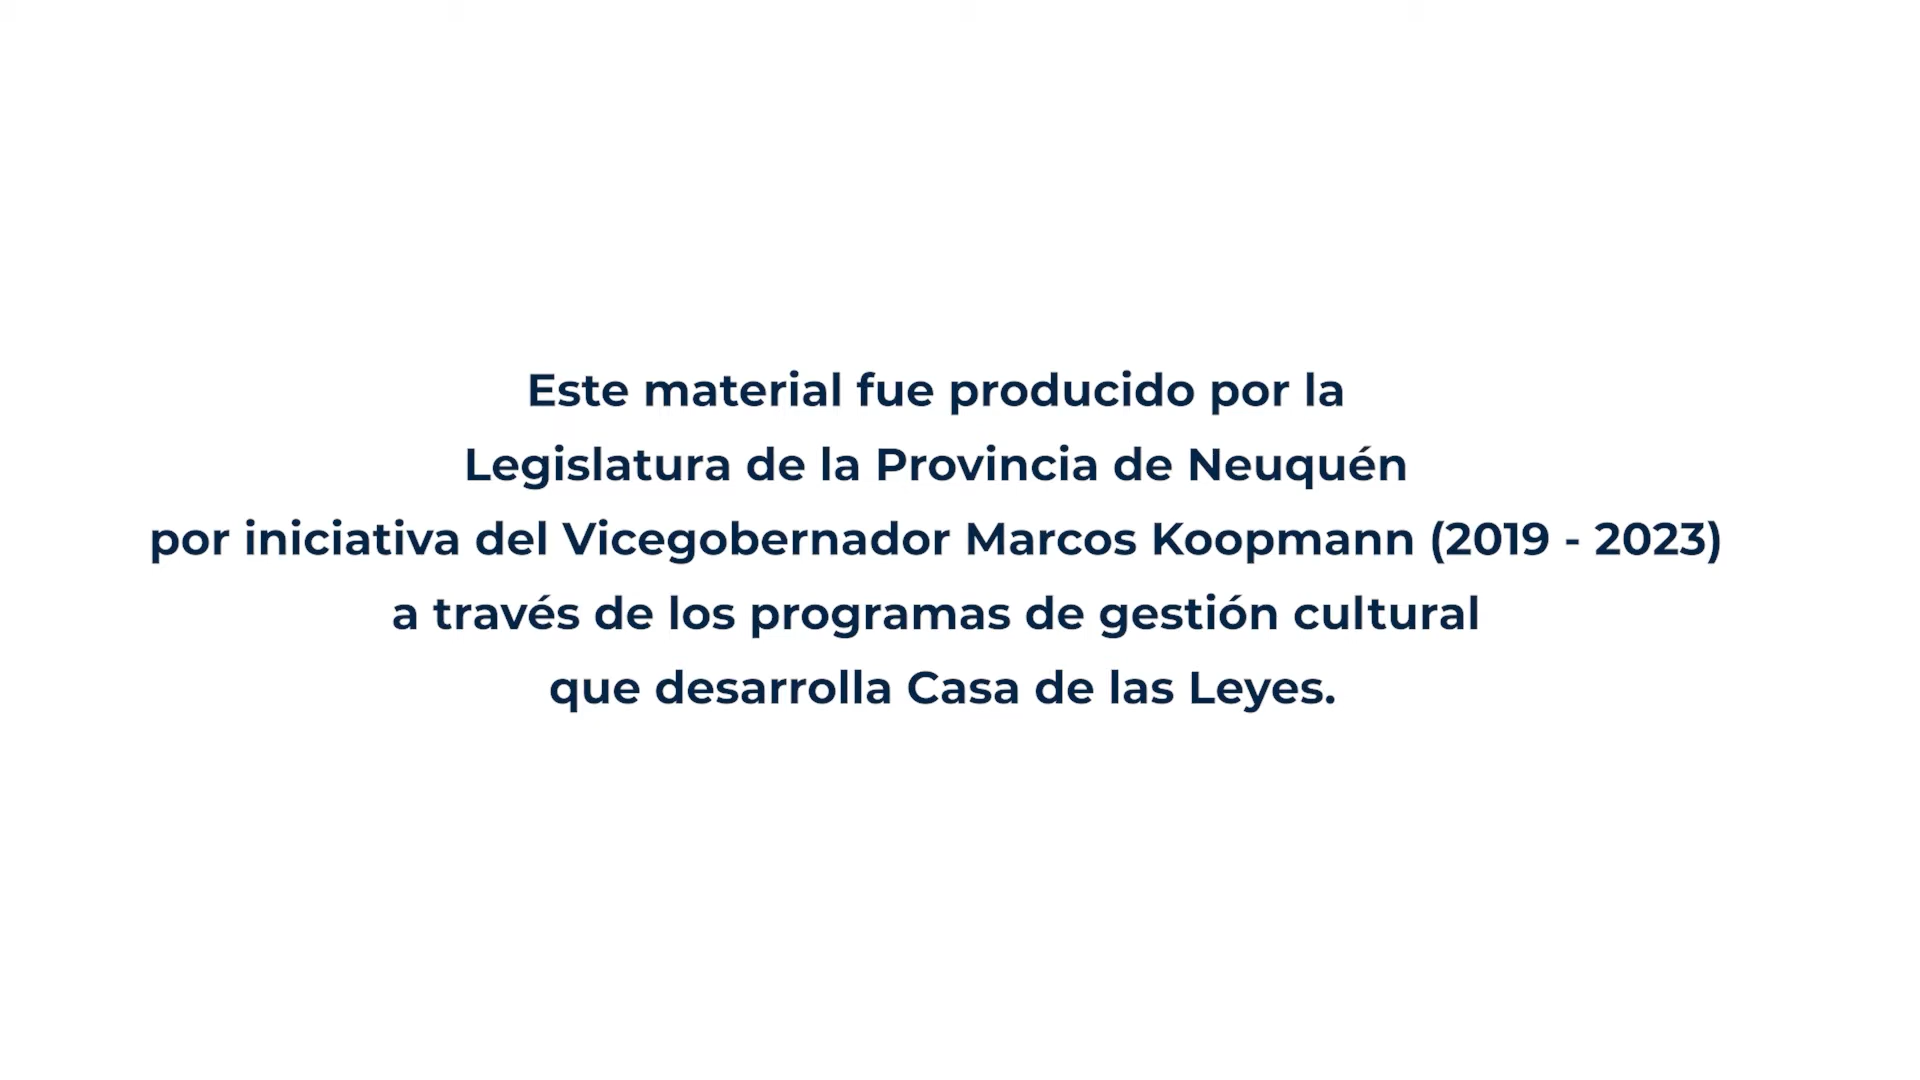 Este material fue producido por la
Legislatura de la Provincia de Neuquén
por iniciativa del Vicegobernador Marcos Koopmann (2019 - 2023)
a través de los programas de gestión cultural
que desarrolla Casa de las Leyes.